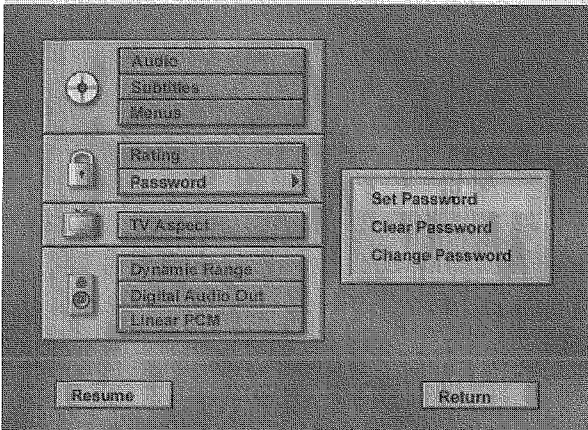 Audio
Subtitles
Menus
Rating
Password
TV Aspect
Dynamic Range
Digital Audio Out
Linear PCM
Set Password
Clear Password
Change Password
Resume
Return